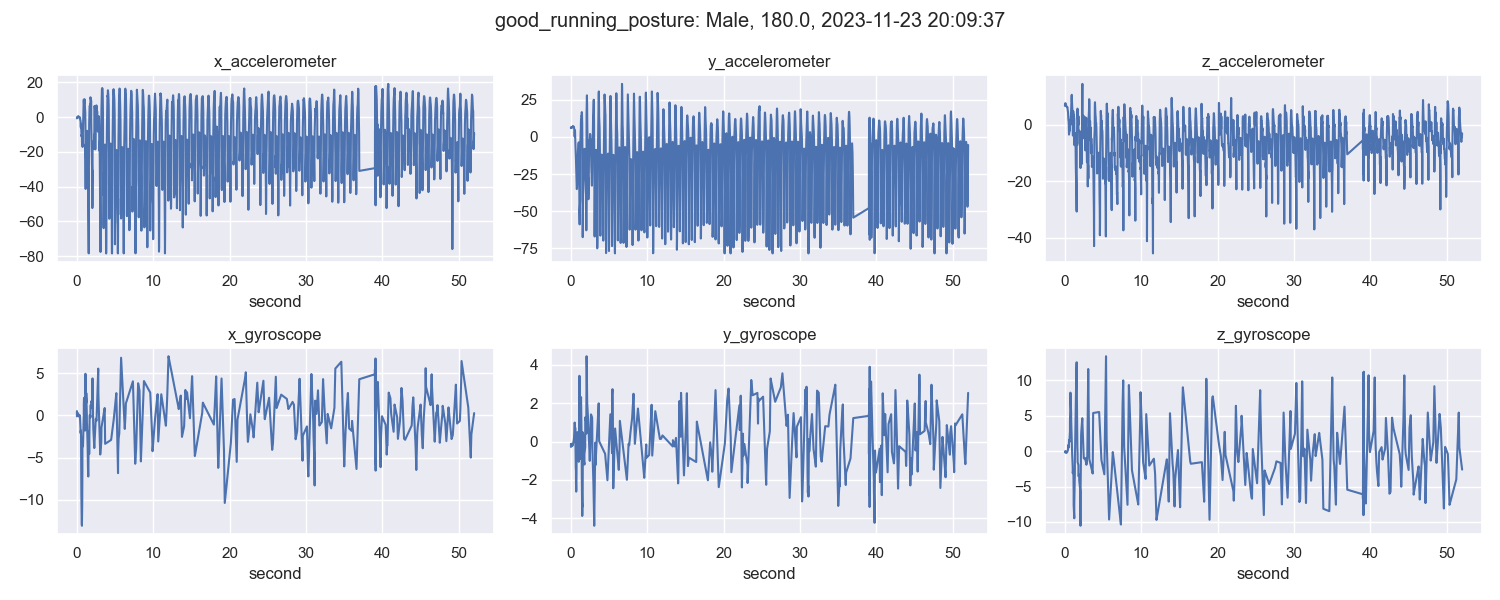 good_running_posture: Male, 180.0, 2023-11-23 20:09:37
x_accelerometer
y_accelerometer
z_accelerometer
20
0
−20
−40
−60
−80
0 10 20 30 40 50
second
25
0
−25
−50
−75
0 10 20 30 40 50
second
0
−20
−40
0 10 20 30 40 50
second
x_gyroscope
y_gyroscope
z_gyroscope
5
0
−5
−10
0 10 20 30 40 50
second
4
2
0
−2
−4
0 10 20 30 40 50
second
10
5
0
−5
−10
0 10 20 30 40 50
second